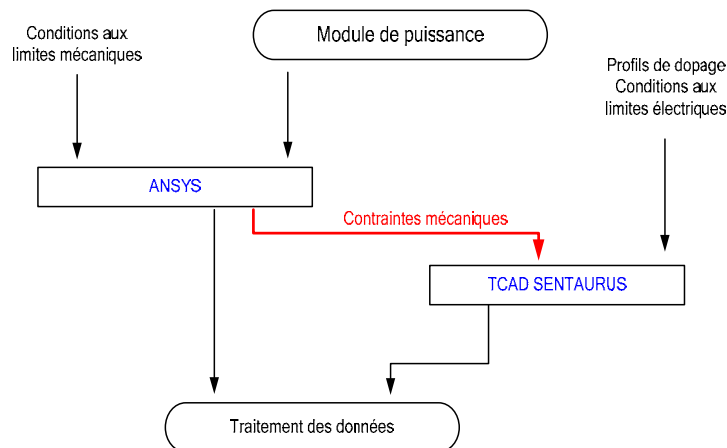 Conditions aux
limites mécaniques
Module de puissance
Profils de dopage
Conditions aux
limites électriques
ANSYS
Contraintes mécaniques
TCAD SENTAURUS
Traitement des données